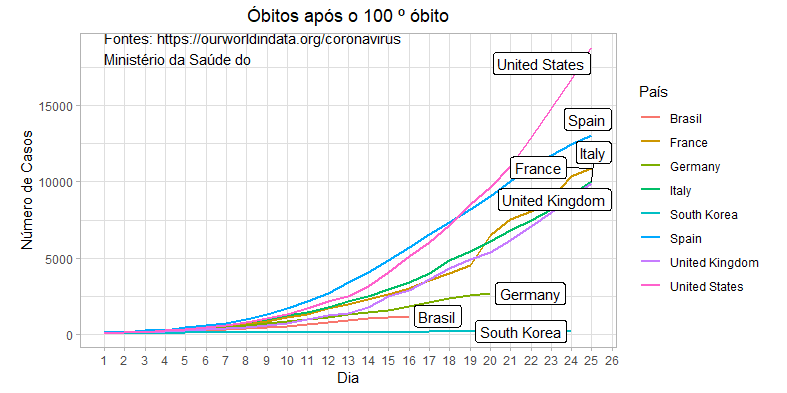 Óbitos após o 100 º óbito
Fontes: https://ourworldindata.org/coronavirus
Ministério da Saúde do
United States
Spain
Italy
France
United Kingdom
Germany
Brasil
South Korea
Número de Casos
15000
10000
5000
0
1 2 3 4 5 6 7 8 9 10 11 12 13 14 15 16 17 18 19 20 21 22 23 24 25 26
Dia
País
Brasil
France
Germany
Italy
South Korea
Spain
United Kingdom
United States